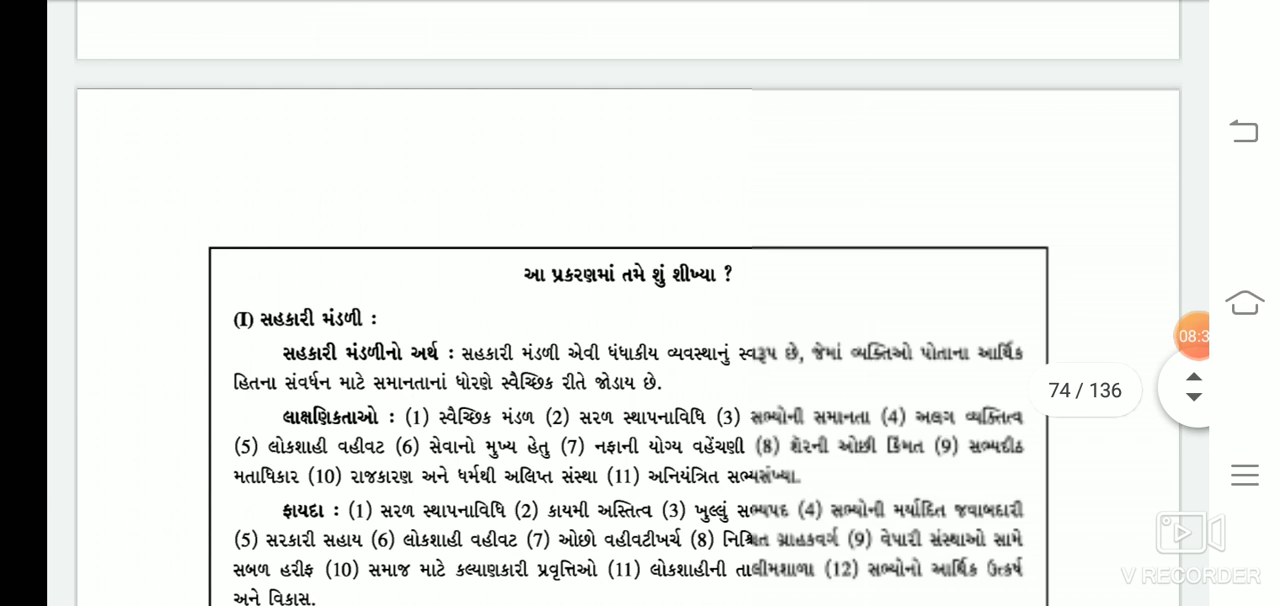 આ પ્રકરણમાં તમે શું શીખ્યા ?
(I) સહકારી મંડળી :
સહકારી મંડળીનો અર્થ : સહકારી મંડળી એવી ધંધાકીય વ્યવસ્થાનું સ્વરૂપ છે, જેમાં વ્યક્તિઓ પોતાના આર્થિક
હિતના સંવર્ધન માટે સમાનતાનાં ધોરણે સ્વૈચ્છિક રીતે જોડાય છે.
લાક્ષણિકતાઓ : (1) સ્વૈચ્છિક મંડળ (2) સરળ સ્થાપનાવિધિ (3) સભ્યોની સમાનતા (4) અલગ વ્યક્તિત્વ
(5) લોકશાહી વહીવટ (6) સેવાનો મુખ્ય હેતુ (7) નફાની યોગ્ય વહેંચણી (8) શૅરની ઓછી કિંમત (9) સભ્યદીઠ
મતાધિકાર (10) રાજકારણ અને ધર્મથી અલિપ્ત સંસ્થા (11) અનિયંત્રિત સભ્યસંખ્યા.
ફાયદા : (1) સરળ સ્થાપનાવિધિ (2) કાયમી અસ્તિત્વ (3) ખુલ્લું સભ્યપદ (4) સભ્યોની મર્યાદિત જવાબદારી
(5) સરકારી સહાય (6) લોકશાહી વહીવટ (7) ઓછો વહીવટીખર્ચ (8) નિશ્ચિત ગ્રાહકવર્ગ (9) વેપારી સંસ્થાઓ સામે
સબળ હરીફ (10) સમાજ માટે કલ્યાણકારી પ્રવૃત્તિઓ (11) લોકશાહીની તાલીમશાળા (12) સભ્યોનો આર્થિક ઉત્કર્ષ
અને વિકાસ.
08:3
74 / 136
V RECORDER